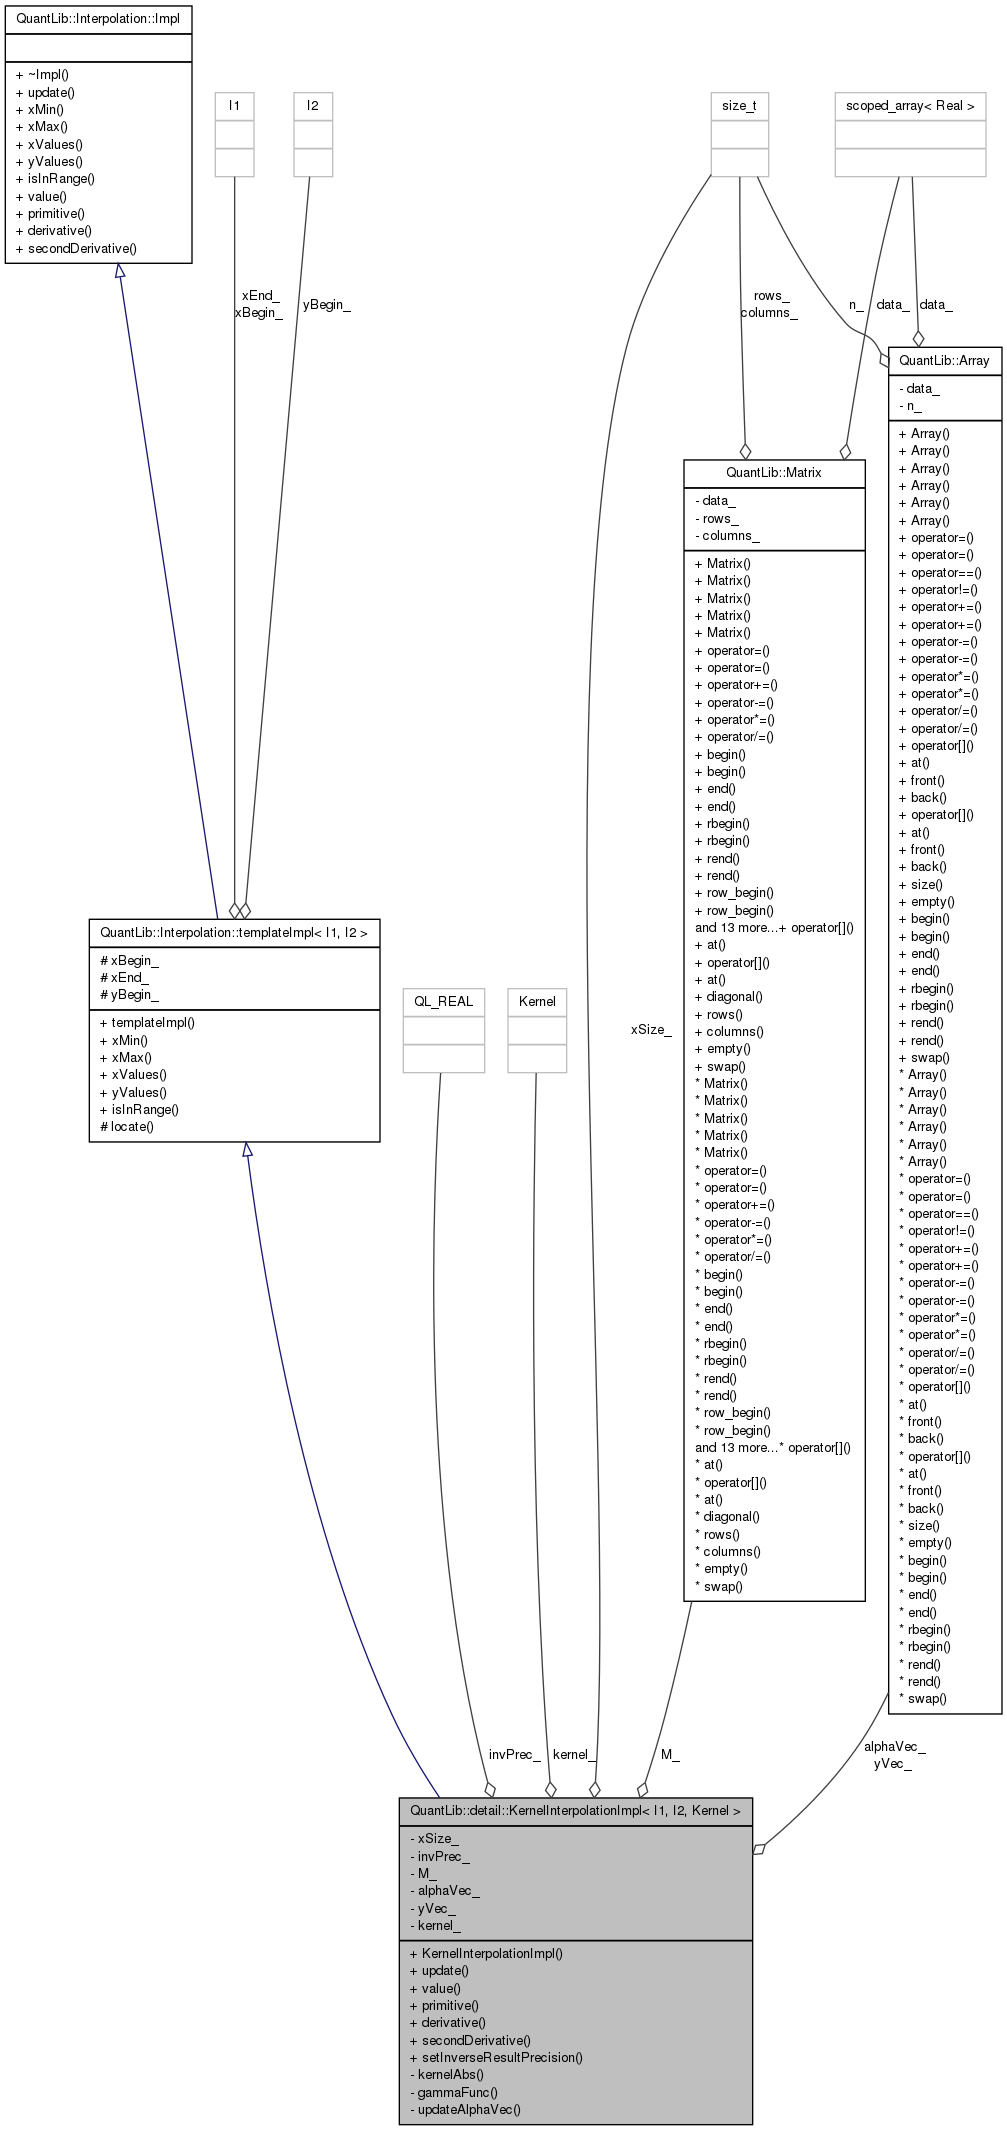 QuantLib::Interpolation::Impl
+ ~Impl()
+ update()
+ xMin()
+ xMax()
+ xValues()
+ yValues()
+ isInRange()
+ value()
+ primitive()
+ derivative()
+ secondDerivative()
I1
I2
size_t
scoped_array< Real >
xEnd_
xBegin_
yBegin_
rows_
columns_
n_
data_
data_
QuantLib::Array
- data_
- n_
+ Array()
+ Array()
+ Array()
+ Array()
+ Array()
+ Array()
+ operator=()
+ operator=()
+ operator==()
+ operator!=()
+ operator+=()
+ operator+=()
+ operator-=()
+ operator-=()
+ operator*=()
+ operator*=()
+ operator/=()
+ operator/=()
+ operator[]()
+ at()
+ front()
+ back()
+ operator[]()
+ at()
+ front()
+ back()
+ size()
+ empty()
+ begin()
+ begin()
+ end()
+ end()
+ rbegin()
+ rbegin()
+ rend()
+ rend()
+ swap()
* Array()
* Array()
* Array()
* Array()
* Array()
* Array()
* operator=()
* operator=()
* operator==()
* operator!=()
* operator+=()
* operator+=()
* operator-=()
* operator-=()
* operator*=()
* operator*=()
* operator/=()
* operator/=()
* operator[]()
* at()
* front()
* back()
* operator[]()
* at()
* front()
* back()
* size()
* empty()
* begin()
* begin()
* end()
* end()
* rbegin()
* rbegin()
* rend()
* rend()
* swap()
QuantLib::Matrix
- data_
- rows_
- columns_
+ Matrix()
+ Matrix()
+ Matrix()
+ Matrix()
+ Matrix()
+ operator=()
+ operator=()
+ operator+=()
+ operator-=()
+ operator*=()
+ operator/=()
+ begin()
+ begin()
+ end()
+ end()
+ rbegin()
+ rbegin()
+ rend()
+ rend()
+ row_begin()
+ row_begin()
and 13 more...+ operator[]()
+ at()
+ operator[]()
+ at()
+ diagonal()
+ rows()
+ columns()
+ empty()
+ swap()
* Matrix()
* Matrix()
* Matrix()
* Matrix()
* Matrix()
* operator=()
* operator=()
* operator+=()
* operator-=()
* operator*=()
* operator/=()
* begin()
* begin()
* end()
* end()
* rbegin()
* rbegin()
* rend()
* rend()
* row_begin()
* row_begin()
and 13 more...* operator[]()
* at()
* operator[]()
* at()
* diagonal()
* rows()
* columns()
* empty()
* swap()
QuantLib::Interpolation::templateImpl< I1, I2 >
# xBegin_
# xEnd_
# yBegin_
+ templateImpl()
+ xMin()
+ xMax()
+ xValues()
+ yValues()
+ isInRange()
# locate()
QL_REAL
Kernel
xSize_
invPrec_
kernel_
M_
alphaVec_
yVec_
QuantLib::detail::KernelInterpolationImpl< I1, I2, Kernel >
- xSize_
- invPrec_
- M_
- alphaVec_
- yVec_
- kernel_
+ KernelInterpolationImpl()
+ update()
+ value()
+ primitive()
+ derivative()
+ secondDerivative()
+ setInverseResultPrecision()
- kernelAbs()
- gammaFunc()
- updateAlphaVec()